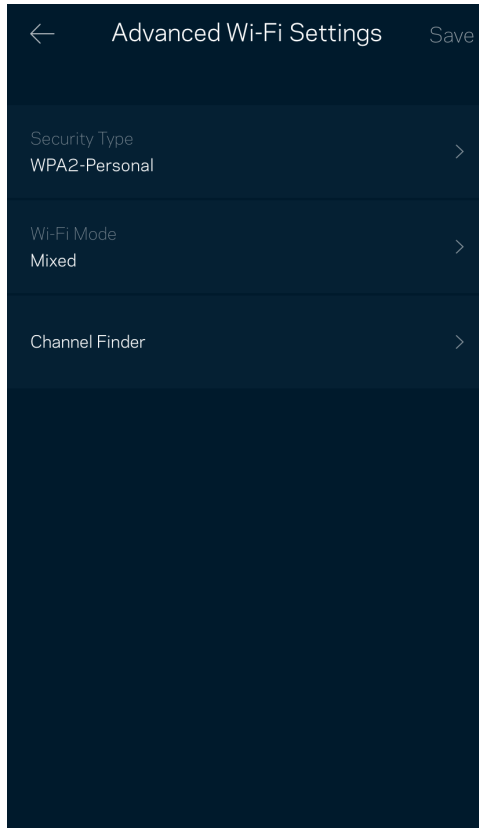 Advanced Wi-Fi Settings
Save
Security Type
WPA2-Personal
Wi-Fi Mode
Mixed
Channel Finder